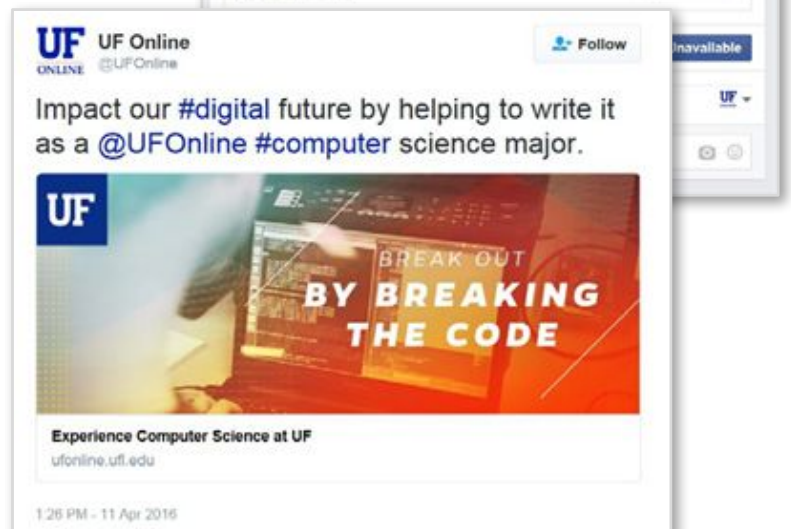 UF
ONLINE
UF Online
@UFOnline
Follow
Unavailable
UF
Impact our #digital future by helping to write it
as a @UFOnline #computer science major.
UF
BREAK OUT
BY BREAKING
THE CODE
Experience Computer Science at UF
ufonline.ufl.edu
1:26 PM - 11 Apr 2016